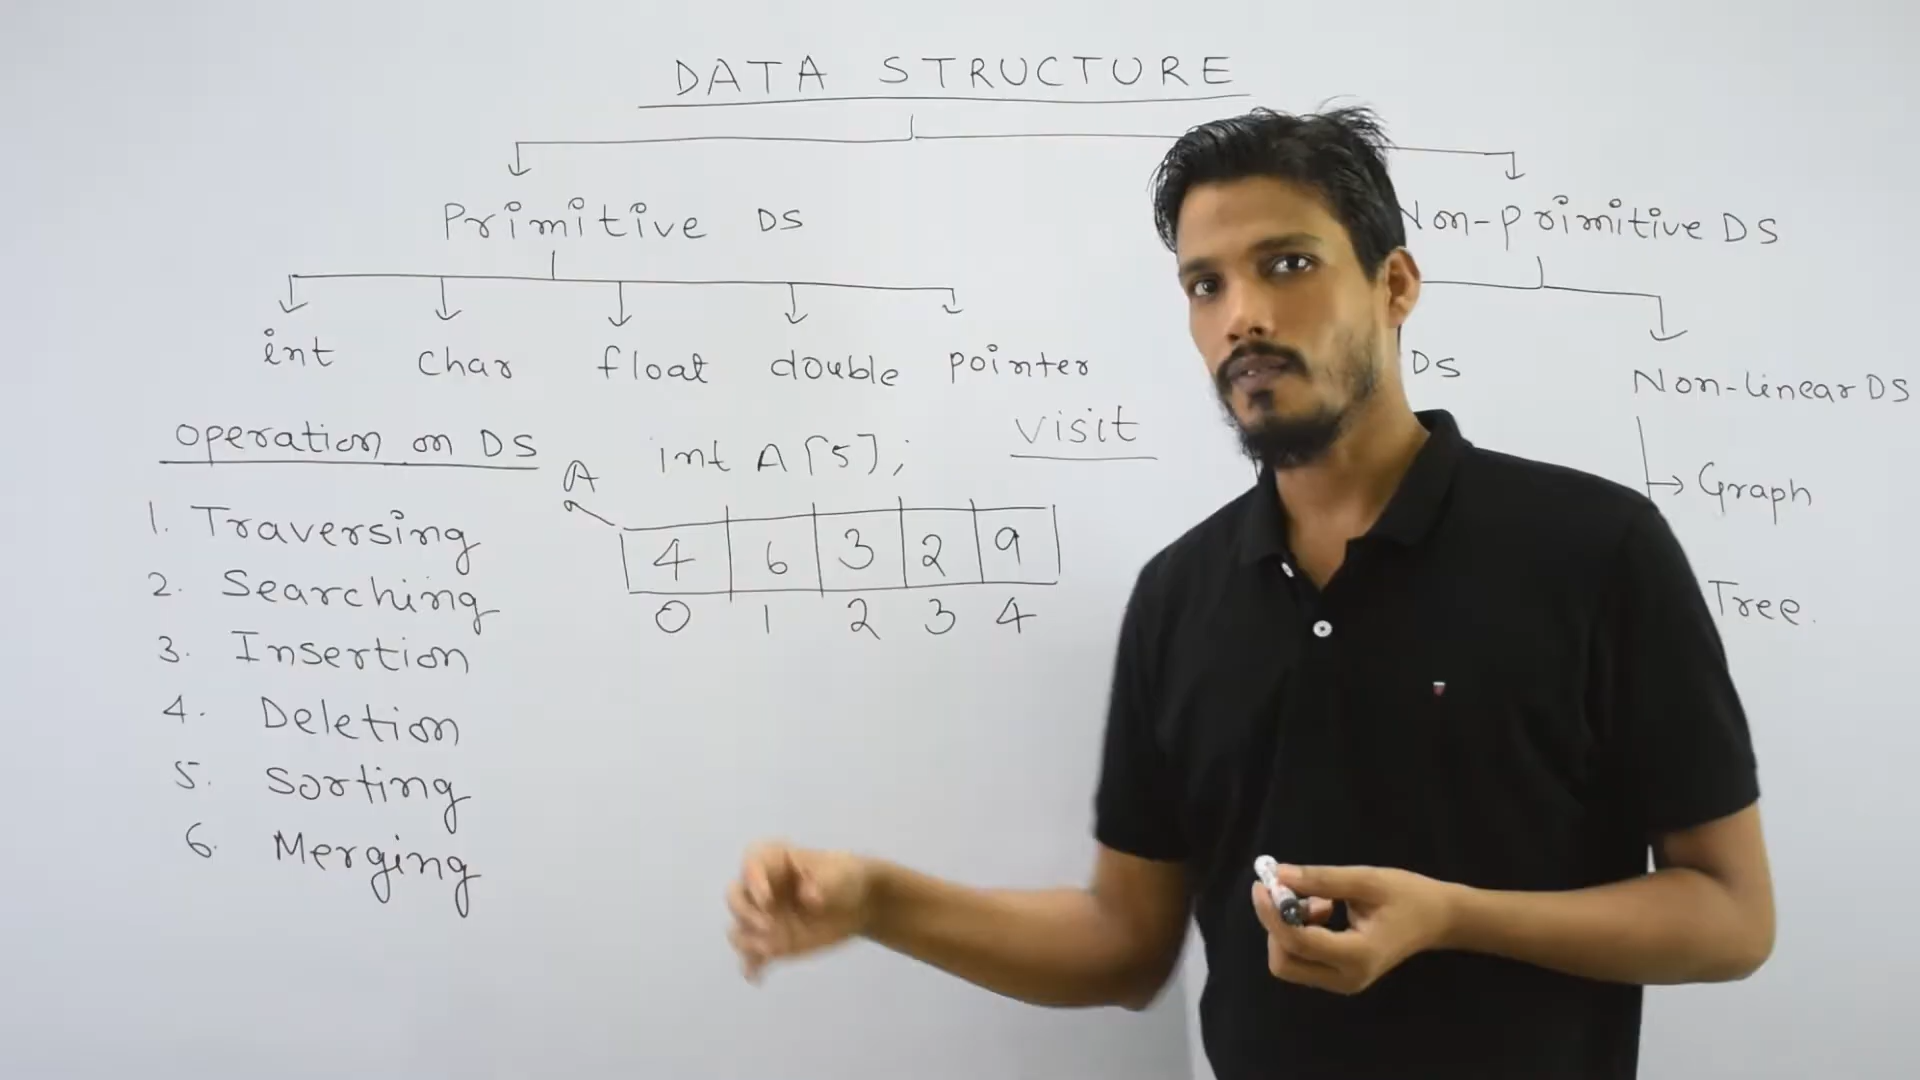 DATA STRUCTURE
Primitive DS
Non-primitive DS
int char float double pointer
DS
Non-linear DS
Graph
Tree.
operation on DS
1. Traversing
2. Searching
3. Insertion
4. Deletion
5. Sorting
6. Merging
int A[5];
visit
A
4 6 3 2 9
0 1 2 3 4